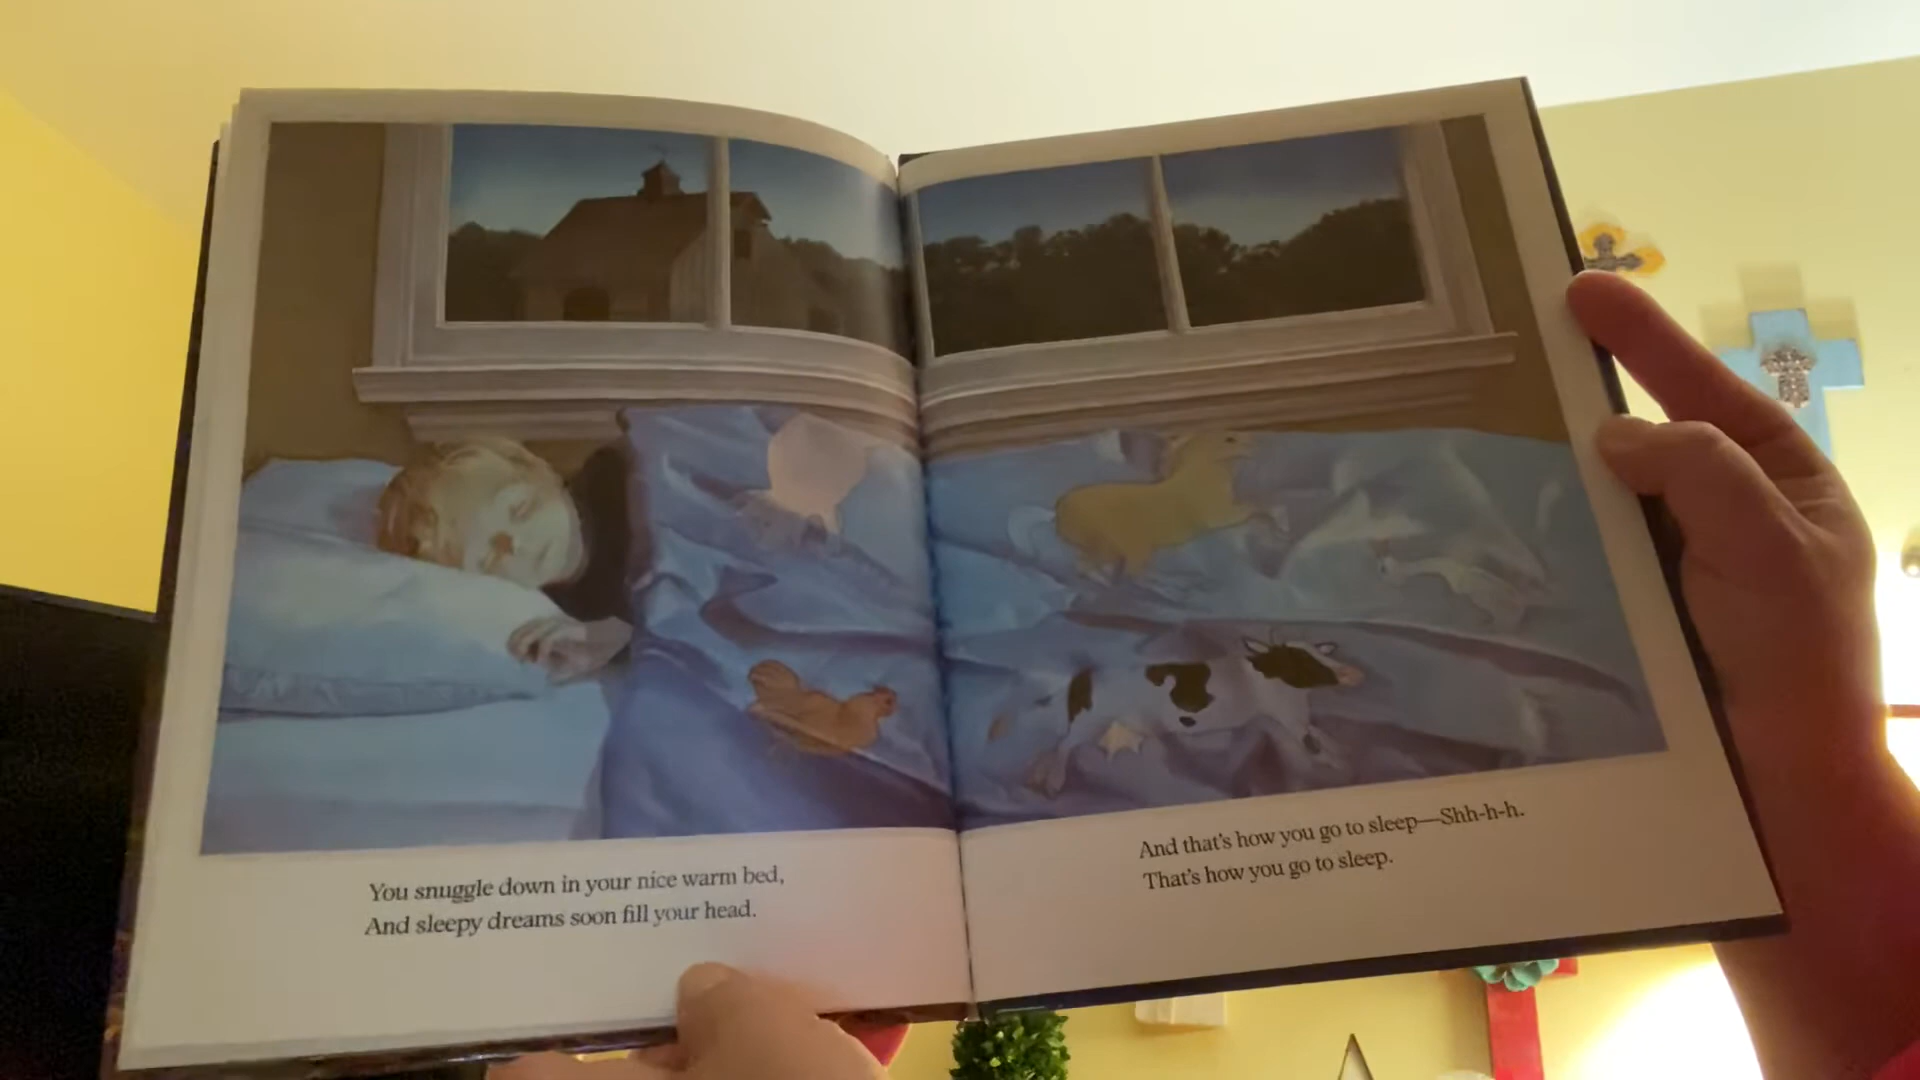 You snuggle down in your nice warm bed,
And sleepy dreams soon fill your head.
And that's how you go to sleep—Shh-h-h.
That's how you go to sleep.